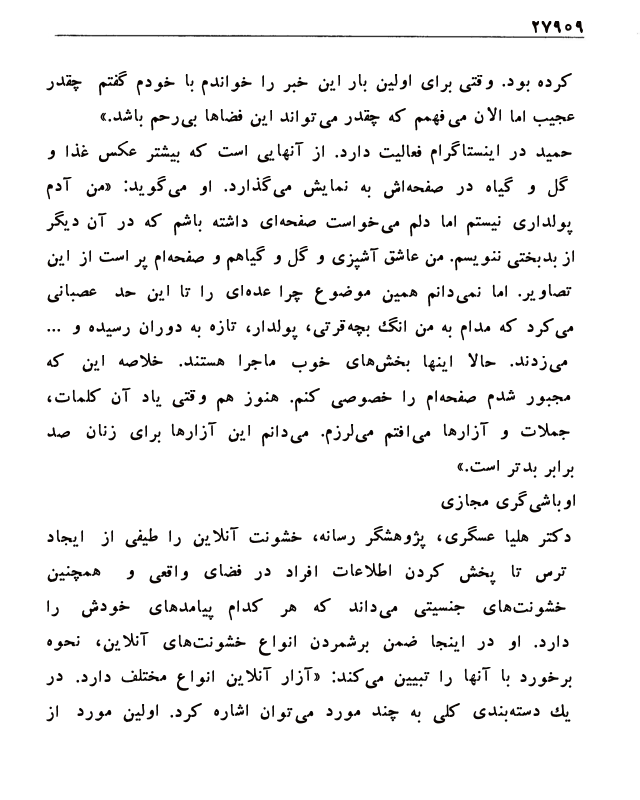 ۲۷۹۰۹
کرده بود. وقتی برای اولین بار این خبر را خواندم با خودم گفتم چقدر
عجیب اما الان می‌فهمم که چقدر می‌تواند این فضاها بی‌رحم باشد.»
حمید در اینستاگرام فعالیت دارد. از آنهایی است که بیشتر عکس غذا و
گل و گیاه در صفحه‌اش به نمایش می‌گذارد. او می‌گوید: «من آدم
پولداری نیستم اما دلم می‌خواست صفحه‌ای داشته باشم که در آن دیگر
از بدبختی ننویسم. من عاشق آشپزی و گل و گیاهم و صفحه‌ام پر است از این
تصاویر. اما نمی‌دانم همین موضوع چرا عده‌ای را تا این حد عصبانی
می‌کرد که مدام به من انگ بچه‌قرتی، پولدار، تازه به دوران رسیده و ...
می‌زدند. حالا اینها بخش‌های خوب ماجرا هستند. خلاصه این که
مجبور شدم صفحه‌ام را خصوصی کنم. هنوز هم وقتی یاد آن کلمات،
جملات و آزارها می‌افتم می‌لرزم. می‌دانم این آزارها برای زنان صد
برابر بدتر است.»
اوباشی‌گری مجازی
دکتر هلیا عسگری، پژوهشگر رسانه، خشونت آنلاین را طیفی از ایجاد
ترس تا پخش کردن اطلاعات افراد در فضای واقعی و همچنین
خشونت‌های جنسیتی می‌داند که هر کدام پیامدهای خودش را
دارد. او در اینجا ضمن برشمردن انواع خشونت‌های آنلاین، نحوه
برخورد با آنها را تبیین می‌کند: «آزار آنلاین انواع مختلف دارد. در
یك دسته‌بندی کلی به چند مورد می‌توان اشاره کرد. اولین مورد از